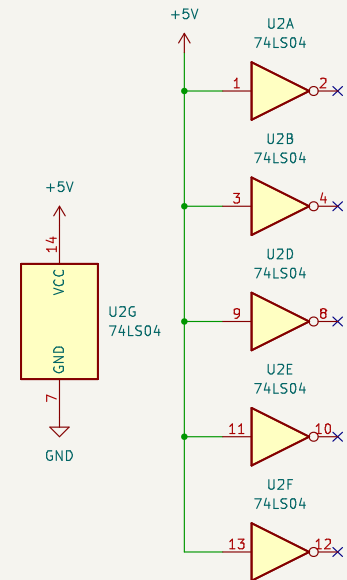 +5V
U2A
74LS04
1
2
U2B
74LS04
3
4
+5V
14
VCC
GND
7
GND
U2G
74LS04
U2D
74LS04
9
8
U2E
74LS04
11
10
U2F
74LS04
13
12